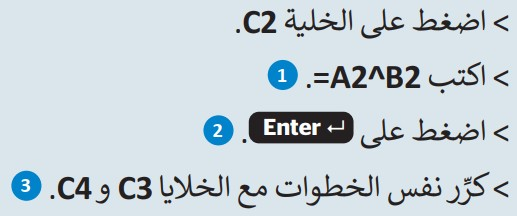 > اضغط على الخلية C2.
> اكتب =A2^B2. 1
> اضغط على Enter ↵. 2
> كرِّر نفس الخطوات مع الخلايا C3 و C4. 3